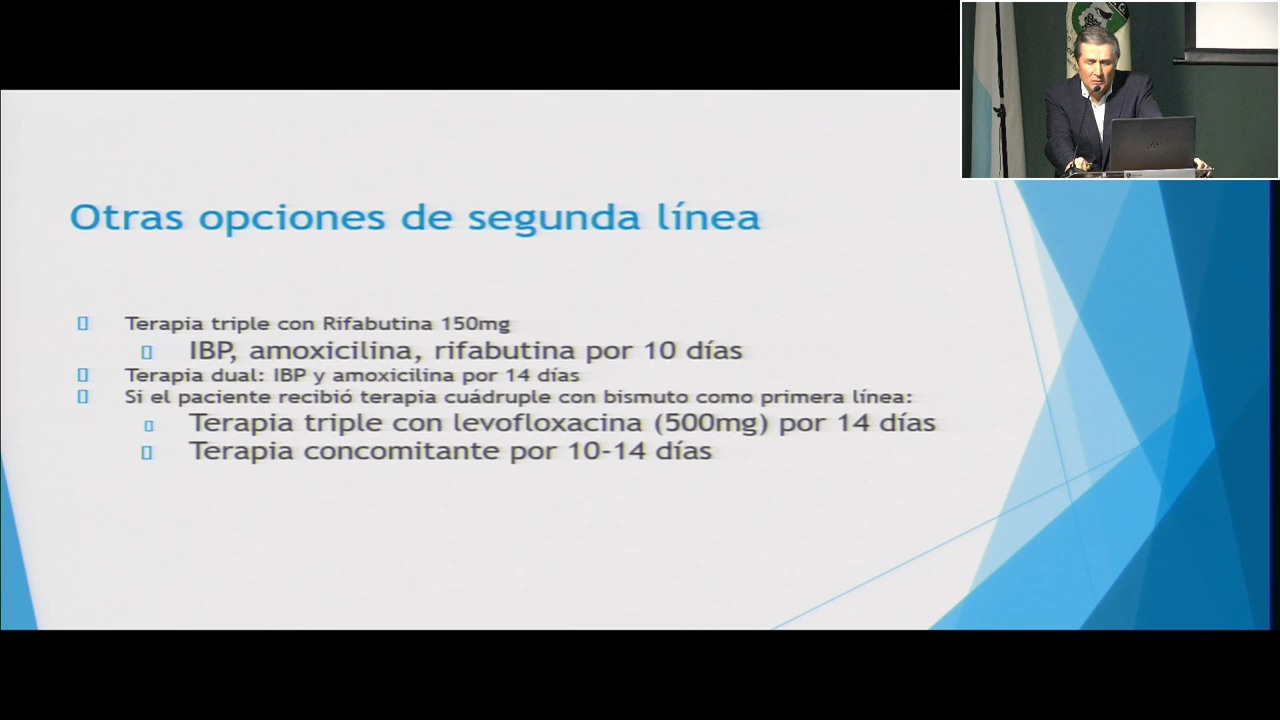 Otras opciones de segunda línea
Terapia triple con Rifabutina 150mg
IBP, amoxicilina, rifabutina por 10 días
Terapia dual: IBP y amoxicilina por 14 días
Si el paciente recibió terapia cuádruple con bismuto como primera línea:
Terapia triple con levofloxacina (500mg) por 14 días
Terapia concomitante por 10-14 días